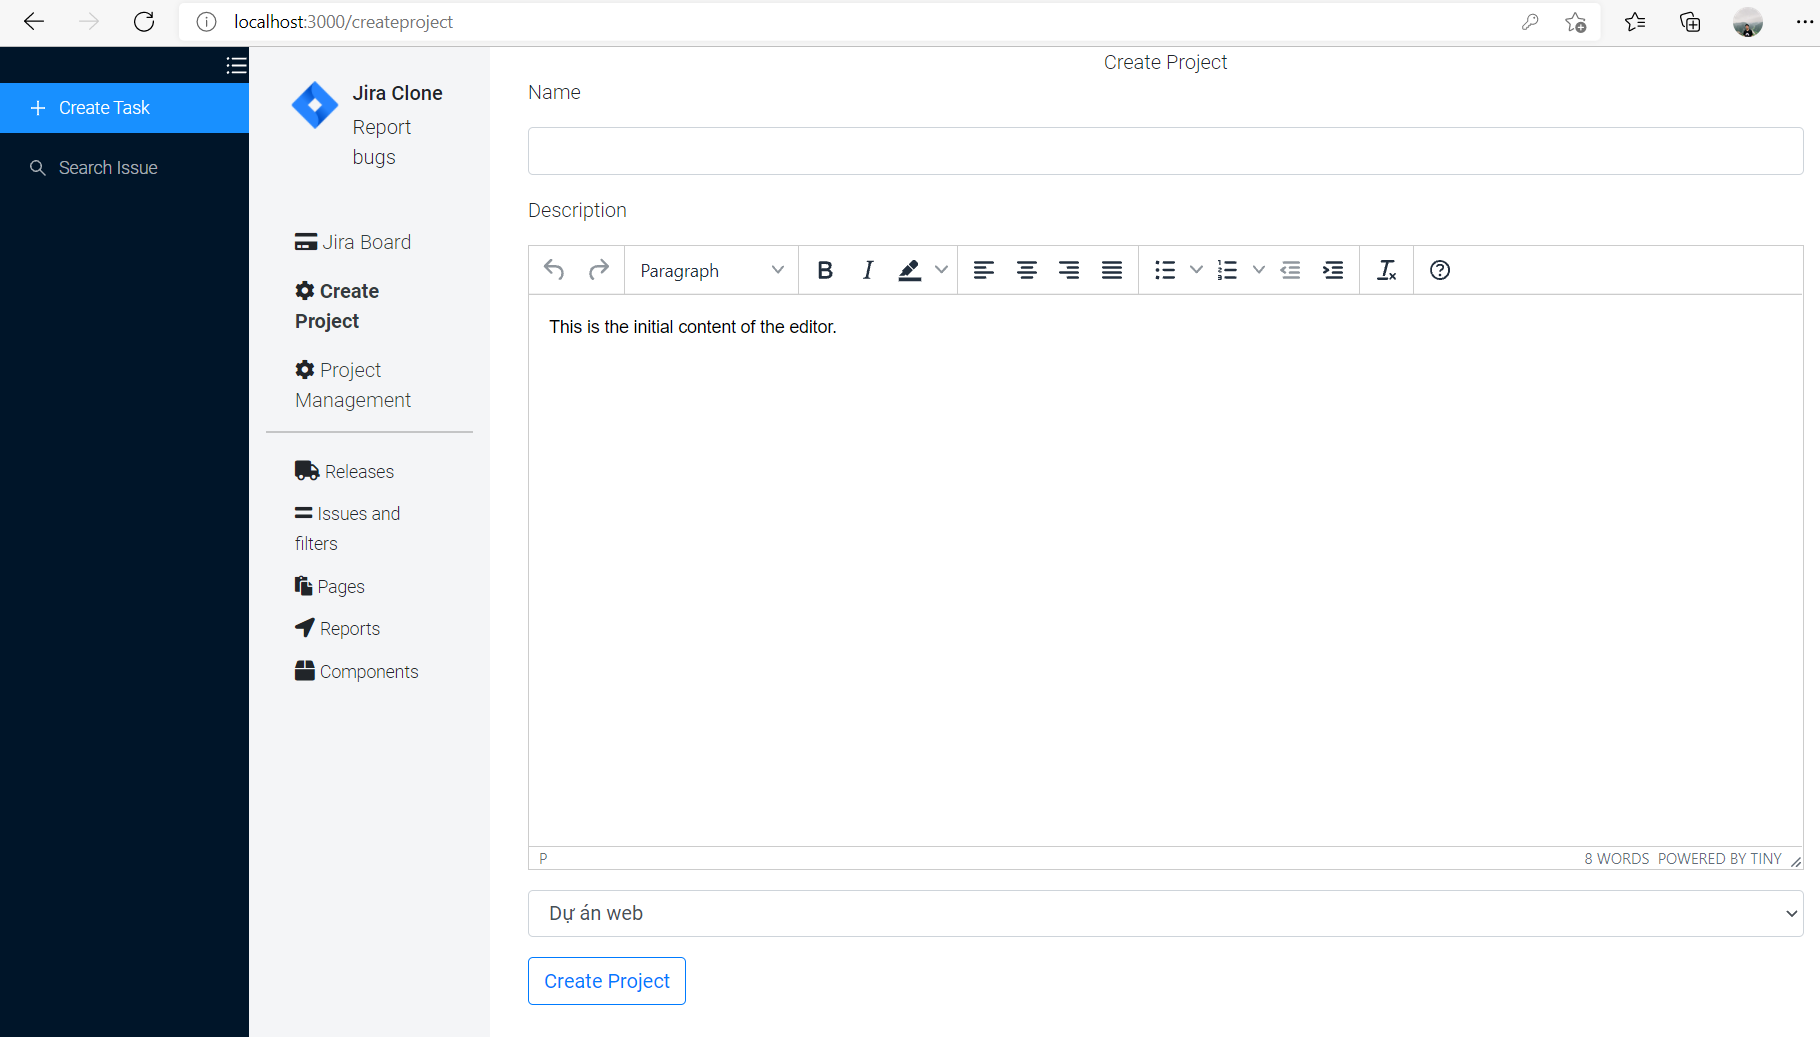 localhost:3000/createproject
Create Task
Search Issue
Jira Clone
Report
bugs
Jira Board
Create
Project
Project
Management
Releases
Issues and
filters
Pages
Reports
Components
Create Project
Name
Description
Paragraph
B I
This is the initial content of the editor.
P
8 WORDS POWERED BY TINY
Dự án web
Create Project